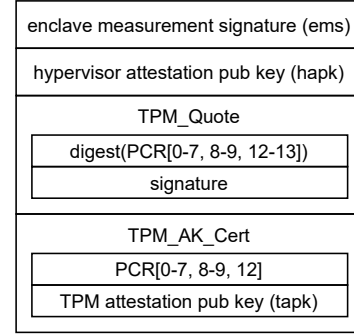 enclave measurement signature (ems)
hypervisor attestation pub key (hapk)
TPM_Quote
digest(PCR[0-7, 8-9, 12-13])
signature
TPM_AK_Cert
PCR[0-7, 8-9, 12]
TPM attestation pub key (tapk)